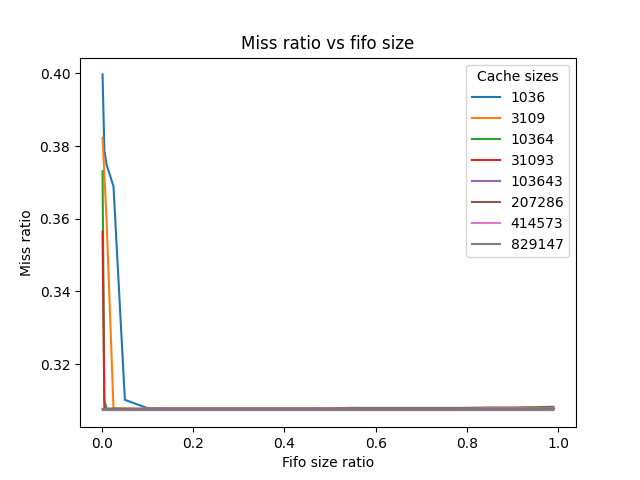 Miss ratio vs fifo size
Cache sizes
1036
3109
10364
31093
103643
207286
414573
829147
0.40
0.38
0.36
0.34
0.32
Miss ratio
0.0 0.2 0.4 0.6 0.8 1.0
Fifo size ratio